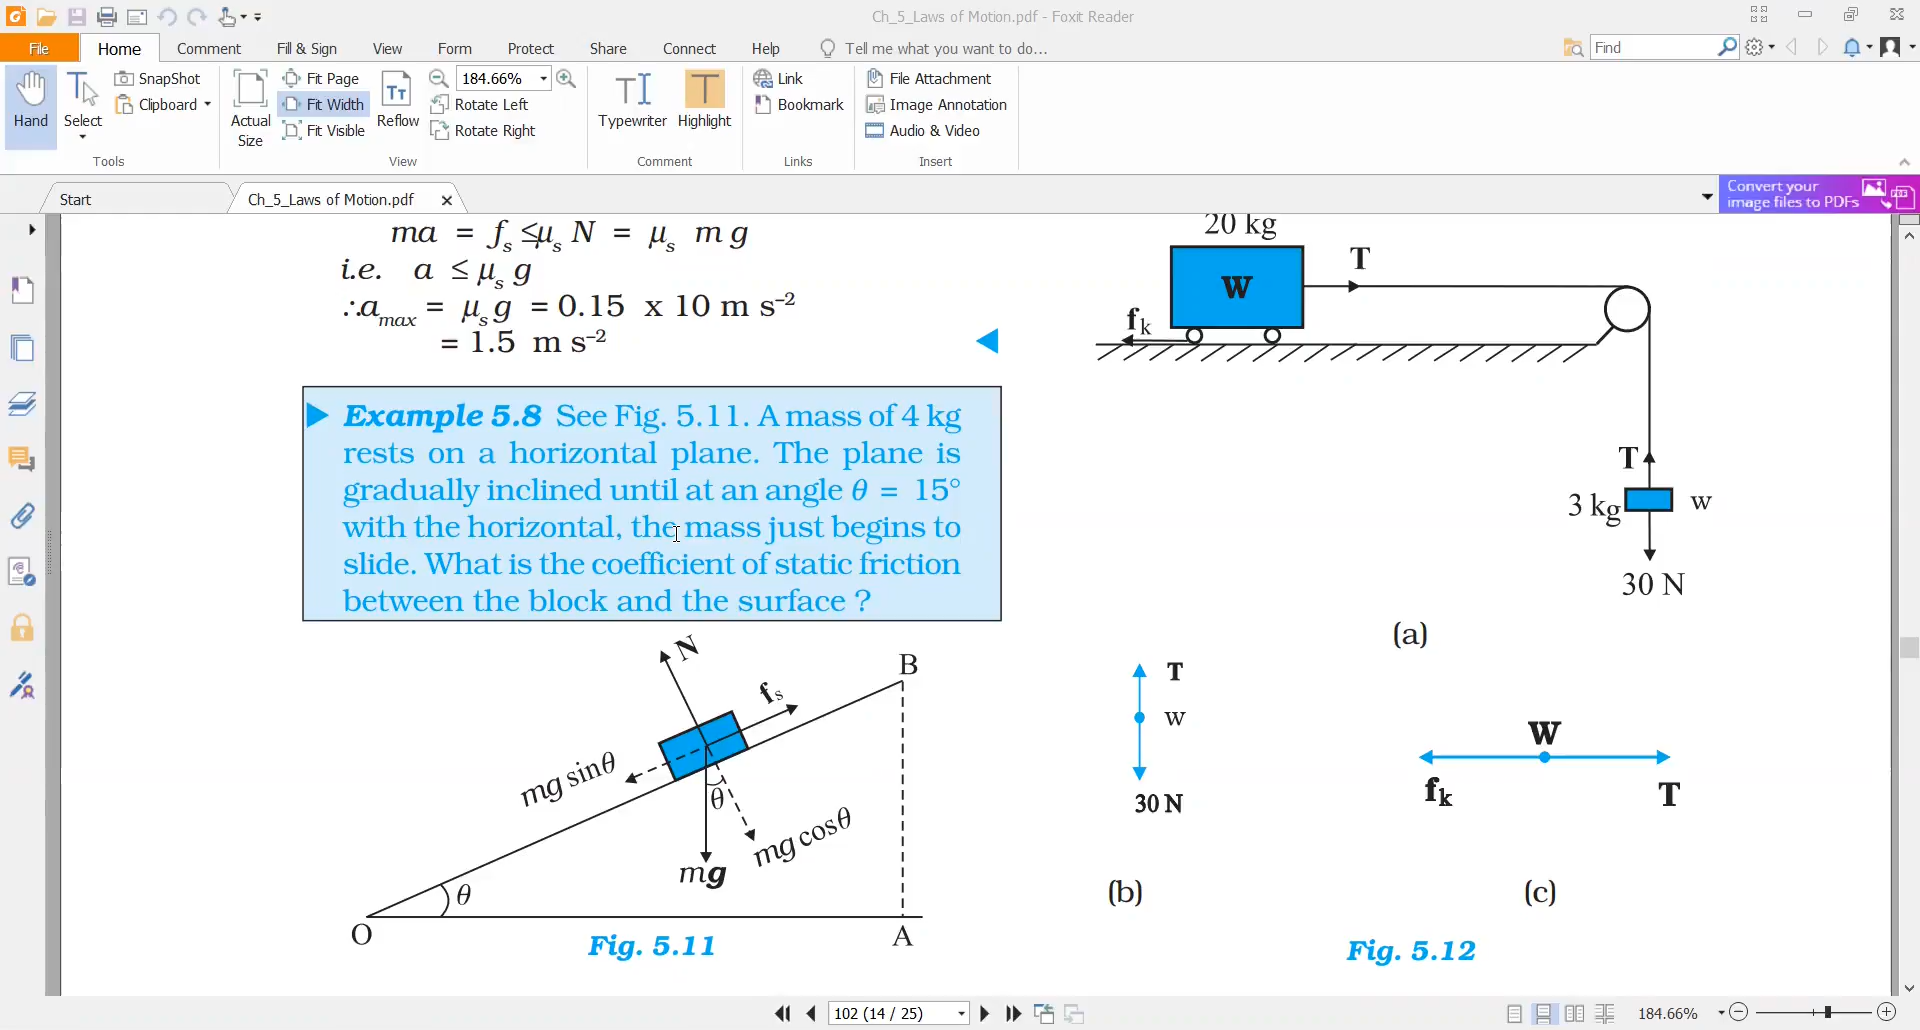 Ch_5_Laws of Motion.pdf - Foxit Reader
File Home Comment Fill & Sign View Form Protect Share Connect Help Tell me what you want to do... Find
Hand
Select
SnapShot
Clipboard
Tools
Actual
Size
Fit Page
Fit Width
Fit Visible
Reflow
184.66%
Rotate Left
Rotate Right
View
Typewriter
Highlight
Comment
Link
Bookmark
Links
File Attachment
Image Annotation
Audio & Video
Insert
Start
Ch_5_Laws of Motion.pdf
Convert your
image files to PDFs
ma = fs ≤μs N = μs m g
i.e. a ≤ μs g
∴amax = μs g = 0.15 x 10 m s–2
= 1.5 m s–2
Example 5.8 See Fig. 5.11. A mass of 4 kg
rests on a horizontal plane. The plane is
gradually inclined until at an angle θ = 15°
with the horizontal, the mass just begins to
slide. What is the coefficient of static friction
between the block and the surface ?
N
B
fs
mg sinθ
θ
mg cosθ
mg
θ
O
A
Fig. 5.11
20 kg
W
T
fk
T
3 kg
w
30 N
(a)
T
w
30 N
(b)
W
fk
T
(c)
Fig. 5.12
102 (14 / 25)
184.66%